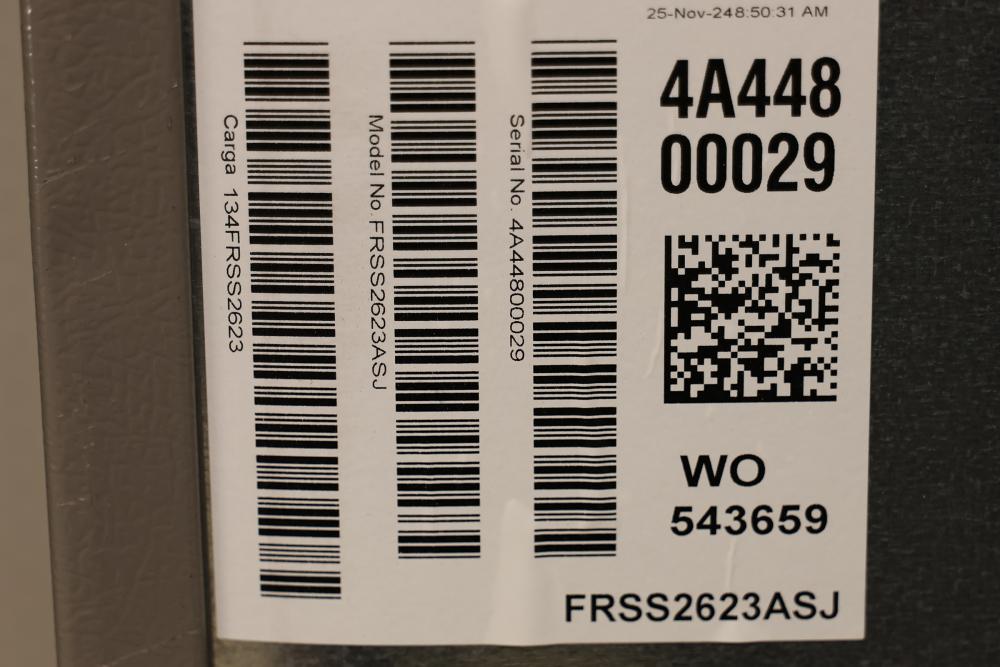 25-Nov-248:50:31 AM
4A448
00029
Carga 134FRSS2623
Model No. FRSS2623ASJ
Serial No. 4A44800029
WO
543659
FRSS2623ASJ